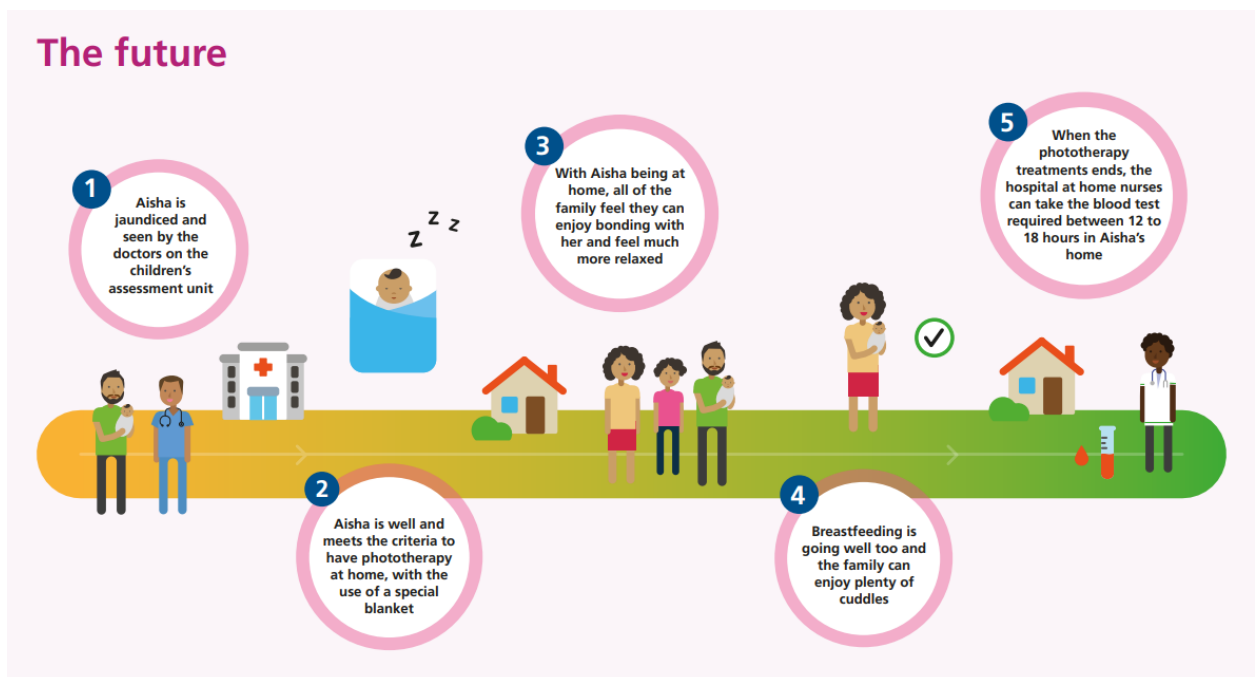 The future
1
Aisha is
jaundiced and
seen by the
doctors on the
children's
assessment unit
2
Aisha is well and
meets the criteria to
have phototherapy
at home, with the
use of a special
blanket
z z z
3
With Aisha being at
home, all of the
family feel they can
enjoy bonding with
her and feel much
more relaxed
4
Breastfeeding is
going well too and
the family can
enjoy plenty of
cuddles
5
When the
phototherapy
treatments ends, the
hospital at home nurses
can take the blood test
required between 12 to
18 hours in Aisha's
home